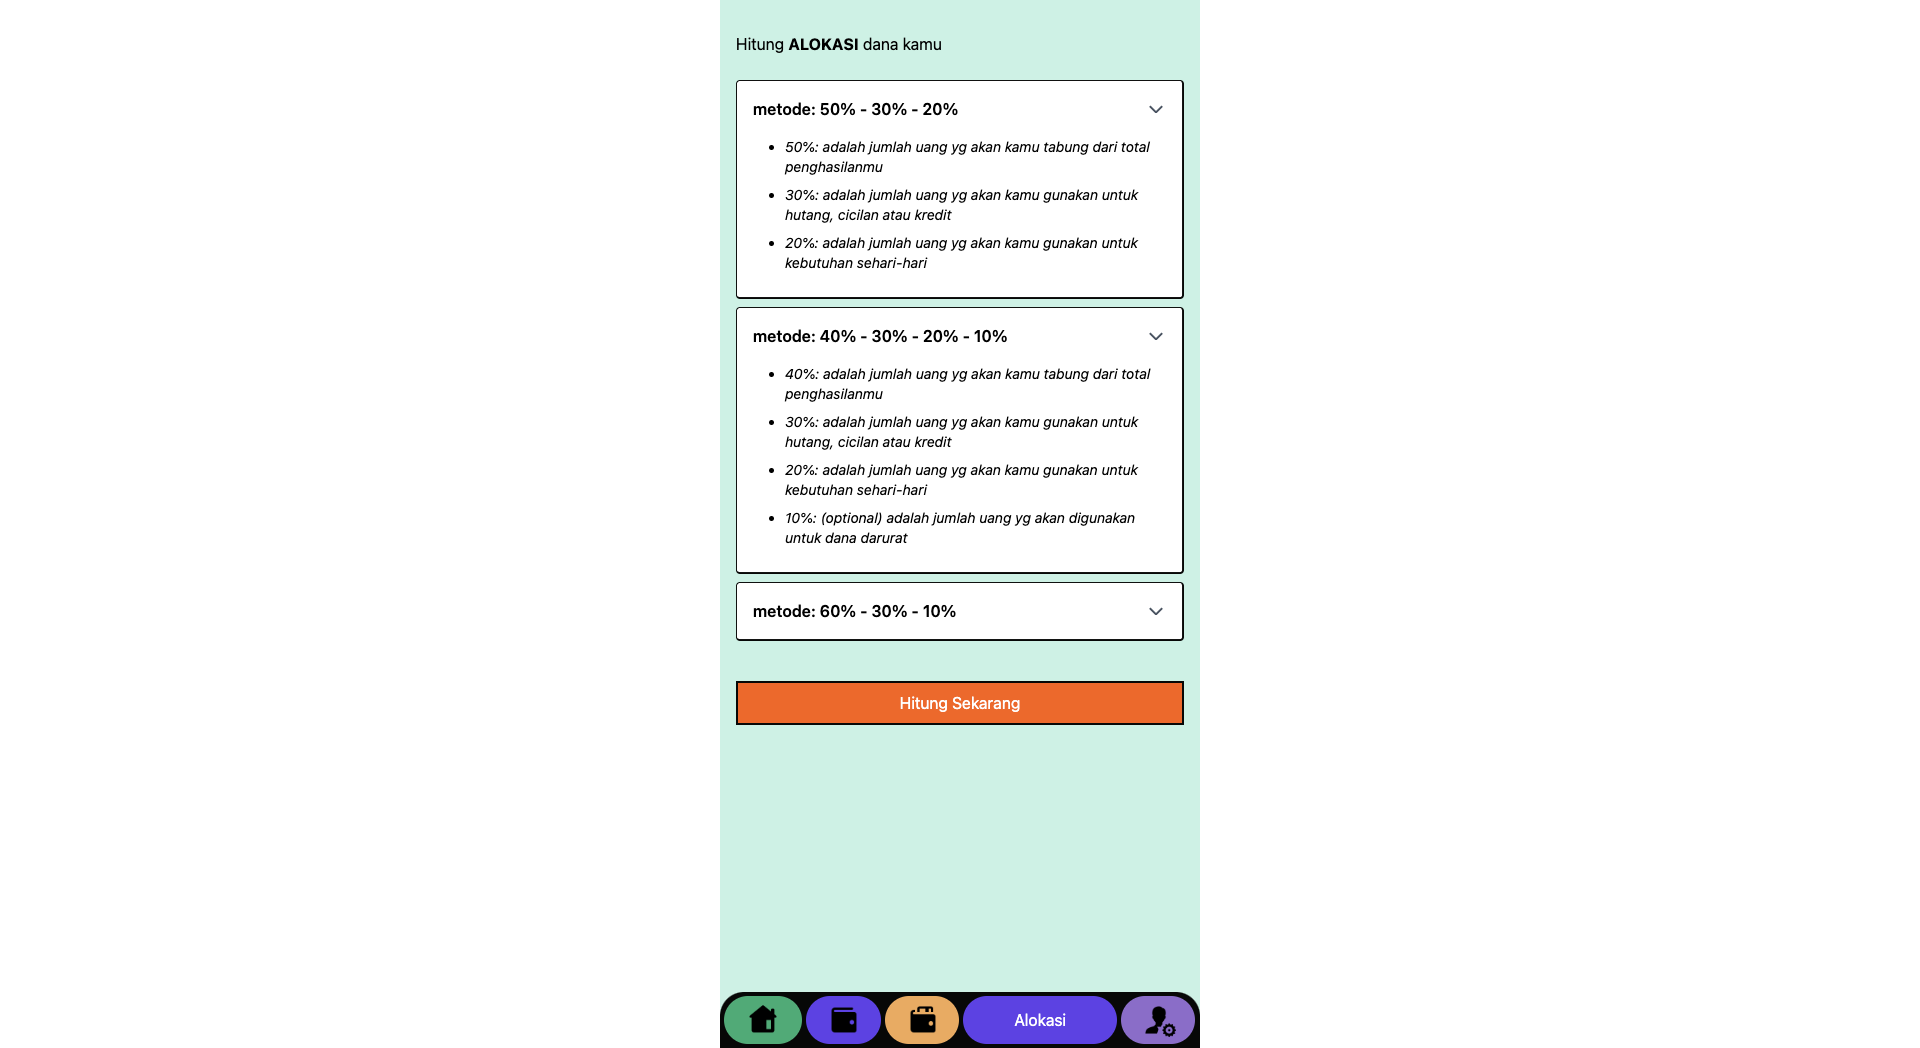 Hitung ALOKASI dana kamu
metode: 50% - 30% - 20%
50%: adalah jumlah uang yg akan kamu tabung dari total
penghasilanmu
30%: adalah jumlah uang yg akan kamu gunakan untuk
hutang, cicilan atau kredit
20%: adalah jumlah uang yg akan kamu gunakan untuk
kebutuhan sehari-hari
metode: 40% - 30% - 20% - 10%
40%: adalah jumlah uang yg akan kamu tabung dari total
penghasilanmu
30%: adalah jumlah uang yg akan kamu gunakan untuk
hutang, cicilan atau kredit
20%: adalah jumlah uang yg akan kamu gunakan untuk
kebutuhan sehari-hari
10%: (optional) adalah jumlah uang yg akan digunakan
untuk dana darurat
metode: 60% - 30% - 10%
Hitung Sekarang
Alokasi